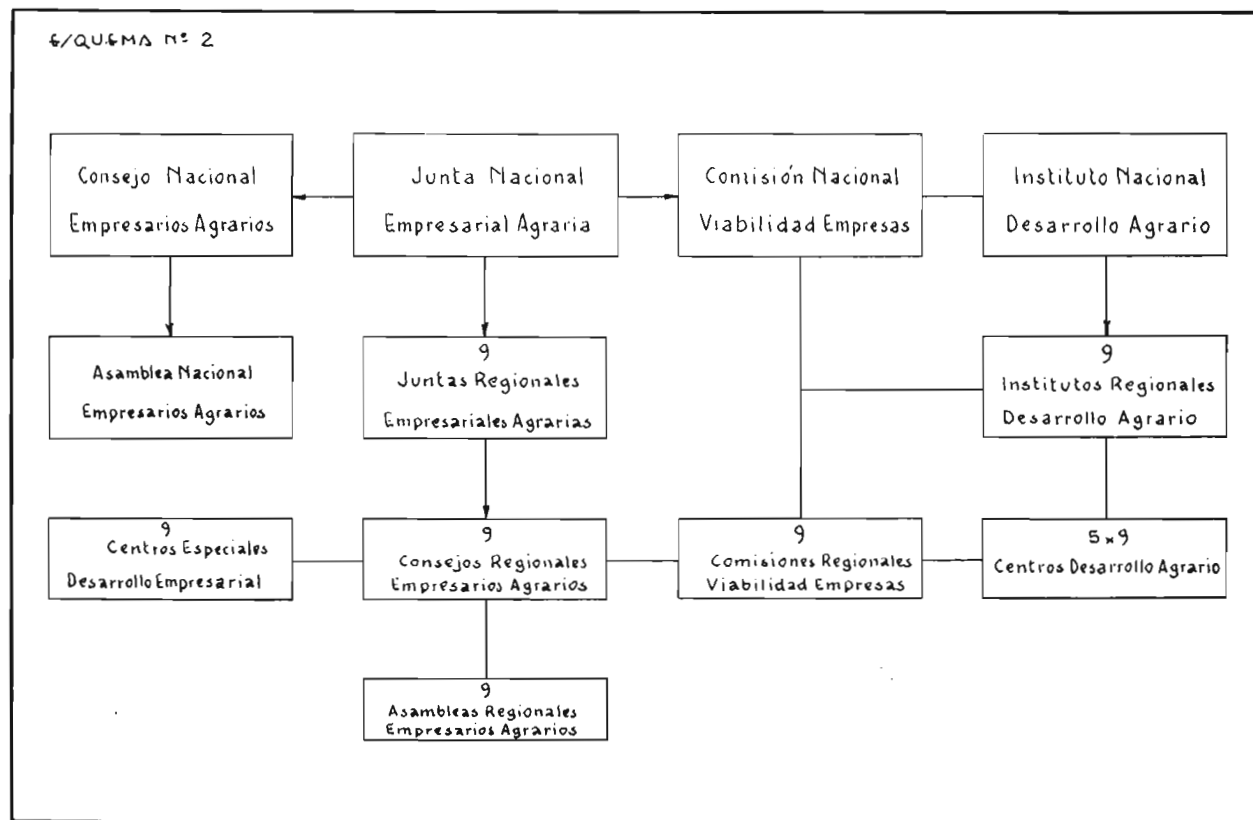 ESQUEMA Nº 2
Consejo Nacional
Empresarios Agrarios
Junta Nacional
Empresarial Agraria
Comisión Nacional
Viabilidad Empresas
Instituto Nacional
Desarrollo Agrario
Asamblea Nacional
Empresarios Agrarios
9
Juntas Regionales
Empresariales Agrarias
9
Institutos Regionales
Desarrollo Agrario
9
Centros Especiales
Desarrollo Empresarial
9
Consejos Regionales
Empresarios Agrarios
9
Comisiones Regionales
Viabilidad Empresas
5 x 9
Centros Desarrollo Agrario
9
Asambleas Regionales
Empresarios Agrarios